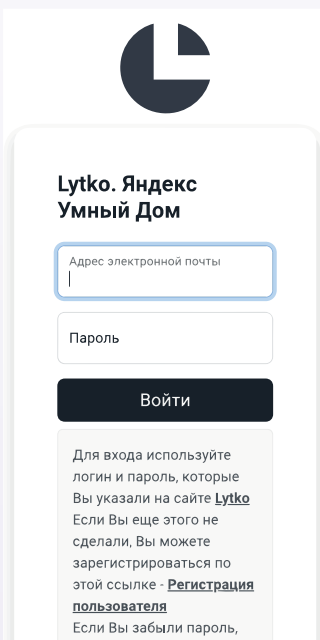 Lytko. Яндекс
Умный Дом
Адрес электронной почты
Пароль
Войти
Для входа используйте
логин и пароль, которые
Вы указали на сайте Lytko
Если Вы еще этого не
сделали, Вы можете
зарегистрироваться по
этой ссылке - Регистрация
пользователя
Если Вы забыли пароль,